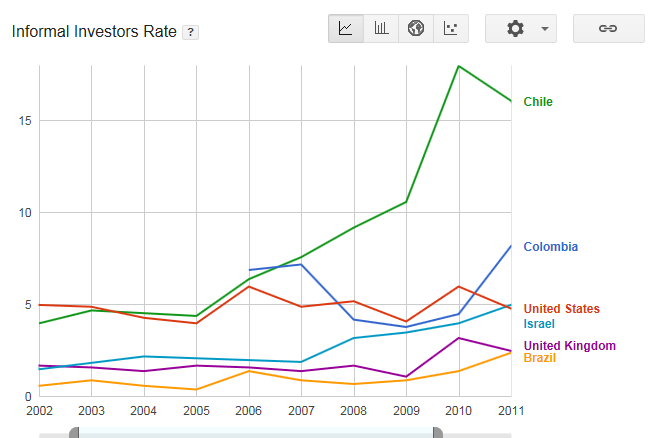 Informal Investors Rate ?
15
10
5
0
Chile
Colombia
United States
Israel
United Kingdom
Brazil
2002 2003 2004 2005 2006 2007 2008 2009 2010 2011